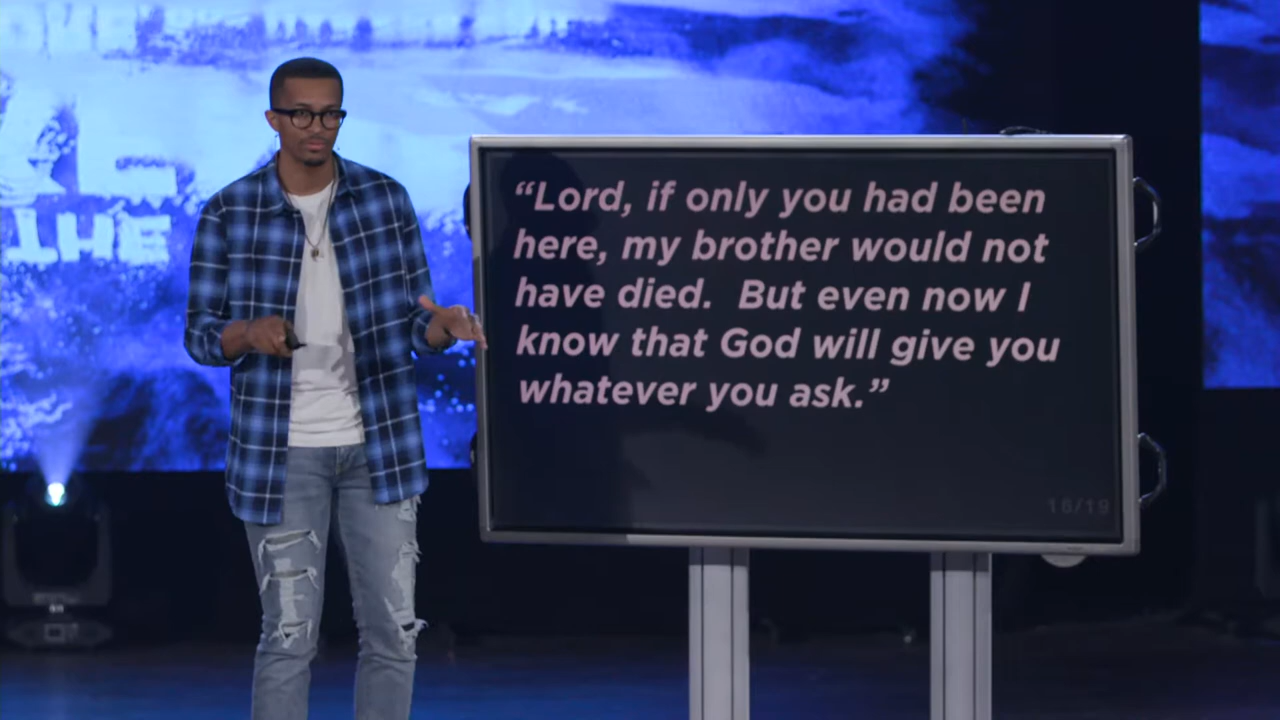 THE
“Lord, if only you had been
here, my brother would not
have died.  But even now I
know that God will give you
whatever you ask.”
16/19